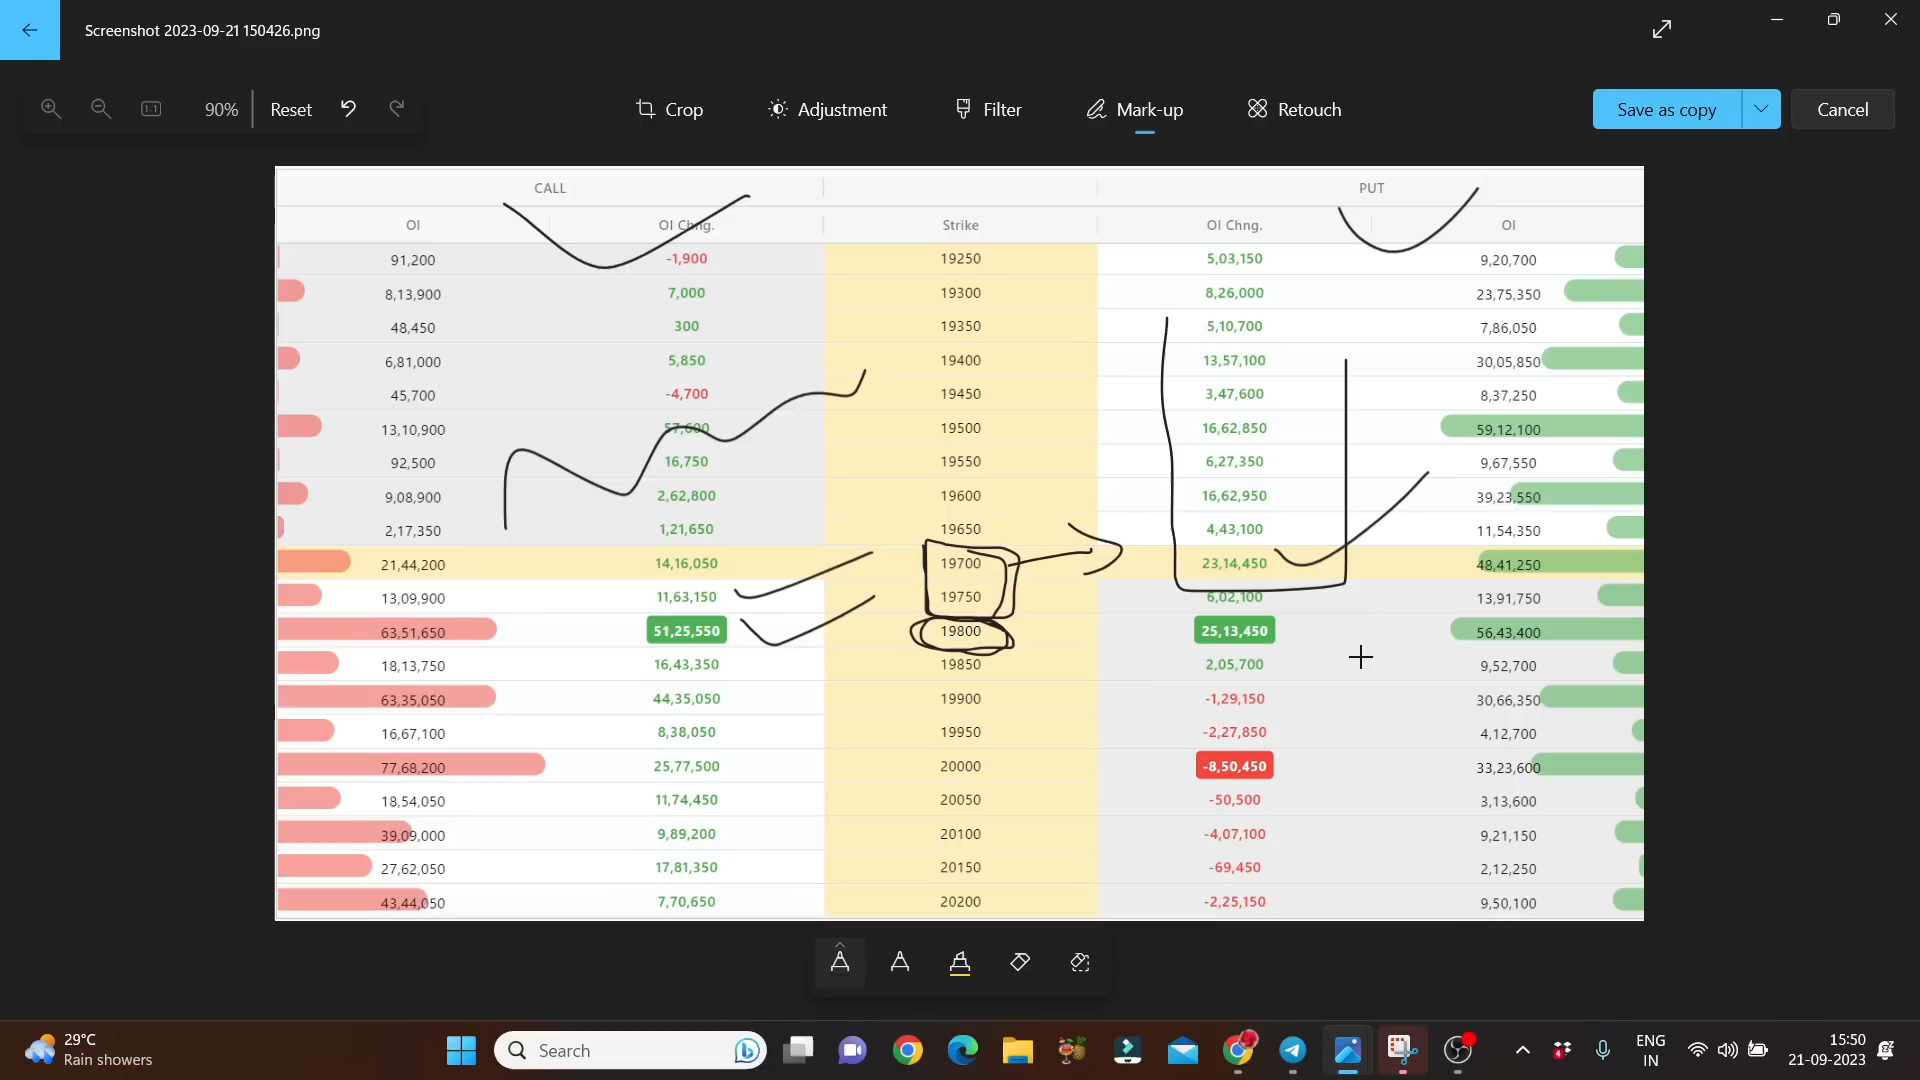 Screenshot 2023-09-21 150426.png
90% Reset Crop Adjustment Filter Mark-up Retouch Save as copy Cancel
CALL PUT
OI OI Chng. Strike OI Chng. OI
91,200 -1,900 19250 5,03,150 9,20,700
8,13,900 7,000 19300 8,26,000 23,75,350
48,450 300 19350 5,10,700 7,86,050
6,81,000 5,850 19400 13,57,100 30,05,850
45,700 -4,700 19450 3,47,600 8,37,250
13,10,900 57,600 19500 16,62,850 59,12,100
92,500 16,750 19550 6,27,350 9,67,550
9,08,900 2,62,800 19600 16,62,950 39,23,550
2,17,350 1,21,650 19650 4,43,100 11,54,350
21,44,200 14,16,050 19700 23,14,450 48,41,250
13,09,900 11,63,150 19750 6,02,100 13,91,750
63,51,650 51,25,550 19800 25,13,450 56,43,400
18,13,750 16,43,350 19850 2,05,700 9,52,700
63,35,050 44,35,050 19900 -1,29,150 30,66,350
16,67,100 8,38,050 19950 -2,27,850 4,12,700
77,68,200 25,77,500 20000 -8,50,450 33,23,600
18,54,050 11,74,450 20050 -50,500 3,13,600
39,09,000 9,89,200 20100 -4,07,100 9,21,150
27,62,050 17,81,350 20150 -69,450 2,12,250
43,44,050 7,70,650 20200 -2,25,150 9,50,100
29°C
Rain showers
Search
ENG
IN
15:50
21-09-2023